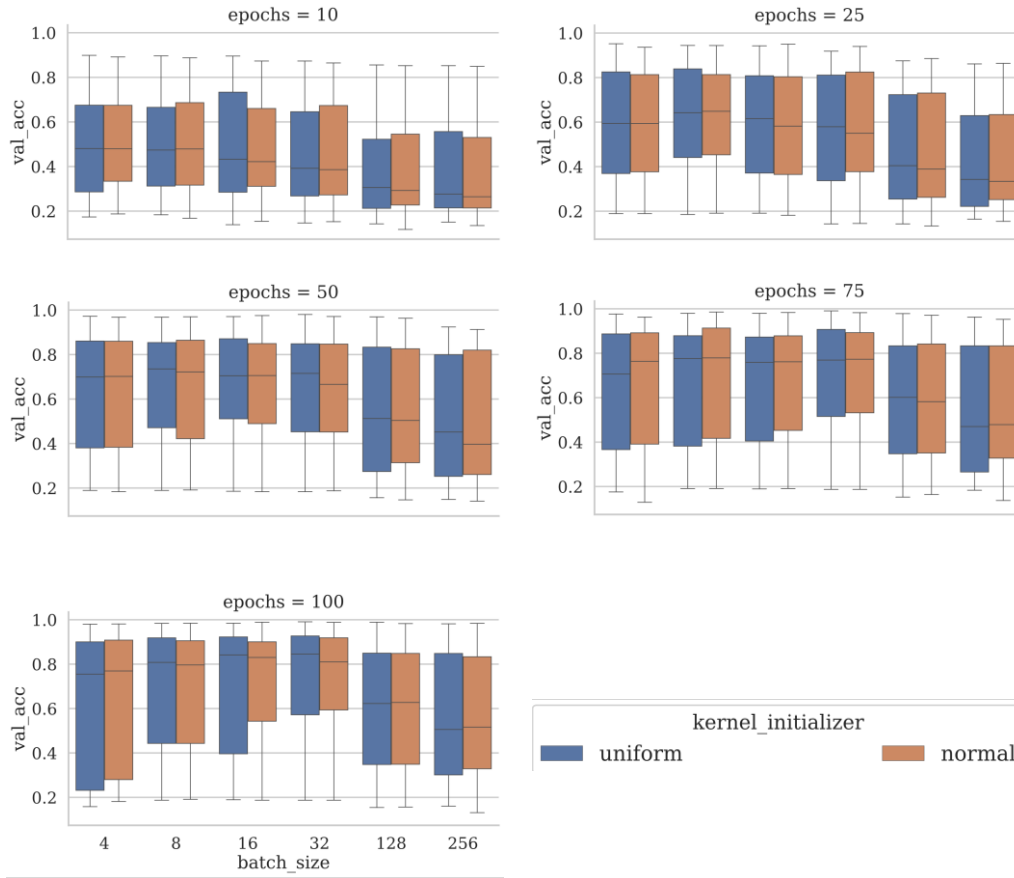 epochs = 10
1.0
0.8
0.6
0.4
0.2
val_acc
epochs = 25
1.0
0.8
0.6
0.4
0.2
val_acc
epochs = 50
1.0
0.8
0.6
0.4
0.2
val_acc
epochs = 75
1.0
0.8
0.6
0.4
0.2
val_acc
epochs = 100
1.0
0.8
0.6
0.4
0.2
val_acc
4 8 16 32 128 256
batch_size
kernel_initializer
uniform normal